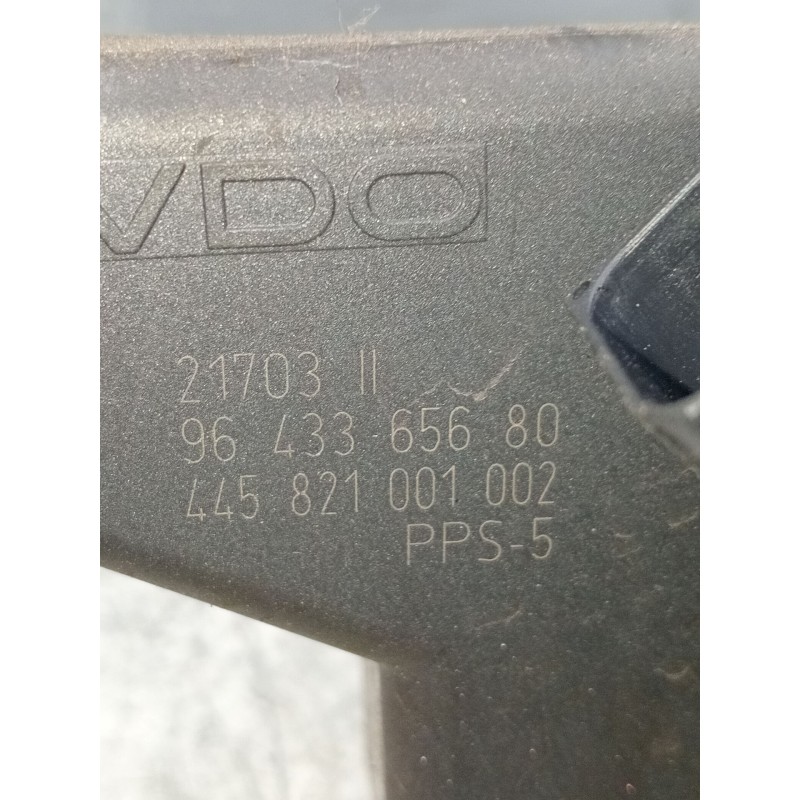 VDO
21703 II
96 433 656 80
445 821 001 002
PPS-5